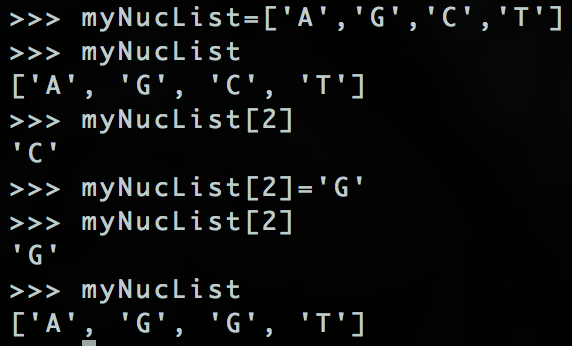 >>> myNucList=['A','G','C','T']
>>> myNucList
['A', 'G', 'C', 'T']
>>> myNucList[2]
'C'
>>> myNucList[2]='G'
>>> myNucList[2]
'G'
>>> myNucList
['A', 'G', 'G', 'T']